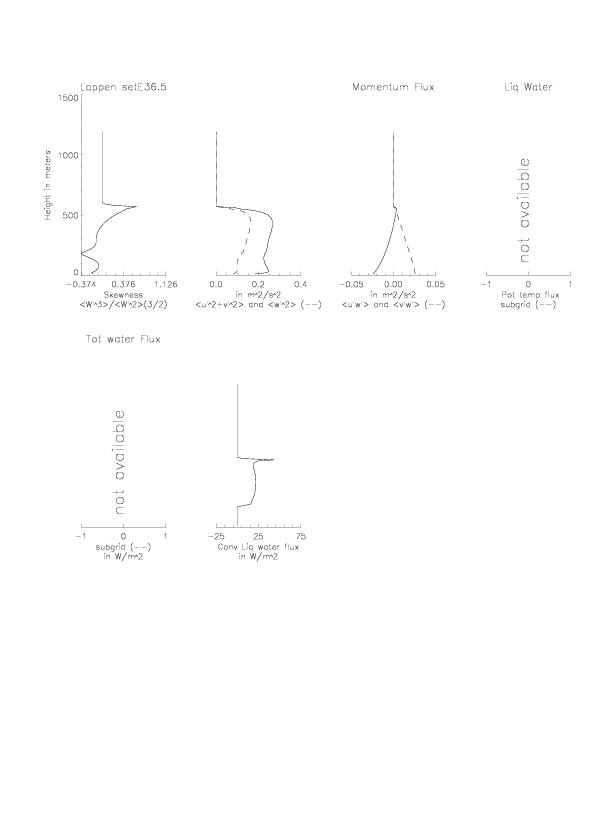 Lappen setE36.5
Momentum Flux
Liq Water
1500
1000
500
0
Height in meters
not available
-0.374 0.376 1.126
Skewness
<W'^3>/<W'^2>(3/2)
0.0 0.2 0.4
in m^2/s^2
<u'^2+v'^2> and <w'^2> (--)
-0.05 0.00 0.05
in m^2/s^2
<u'w'> and <v'w'> (--)
-1 0 1
Pot temp flux
subgrid (--)
Tot water Flux
not available
-1 0 1
subgrid (--)
in W/m^2
-25 25 75
Conv Liq water flux
in W/m^2